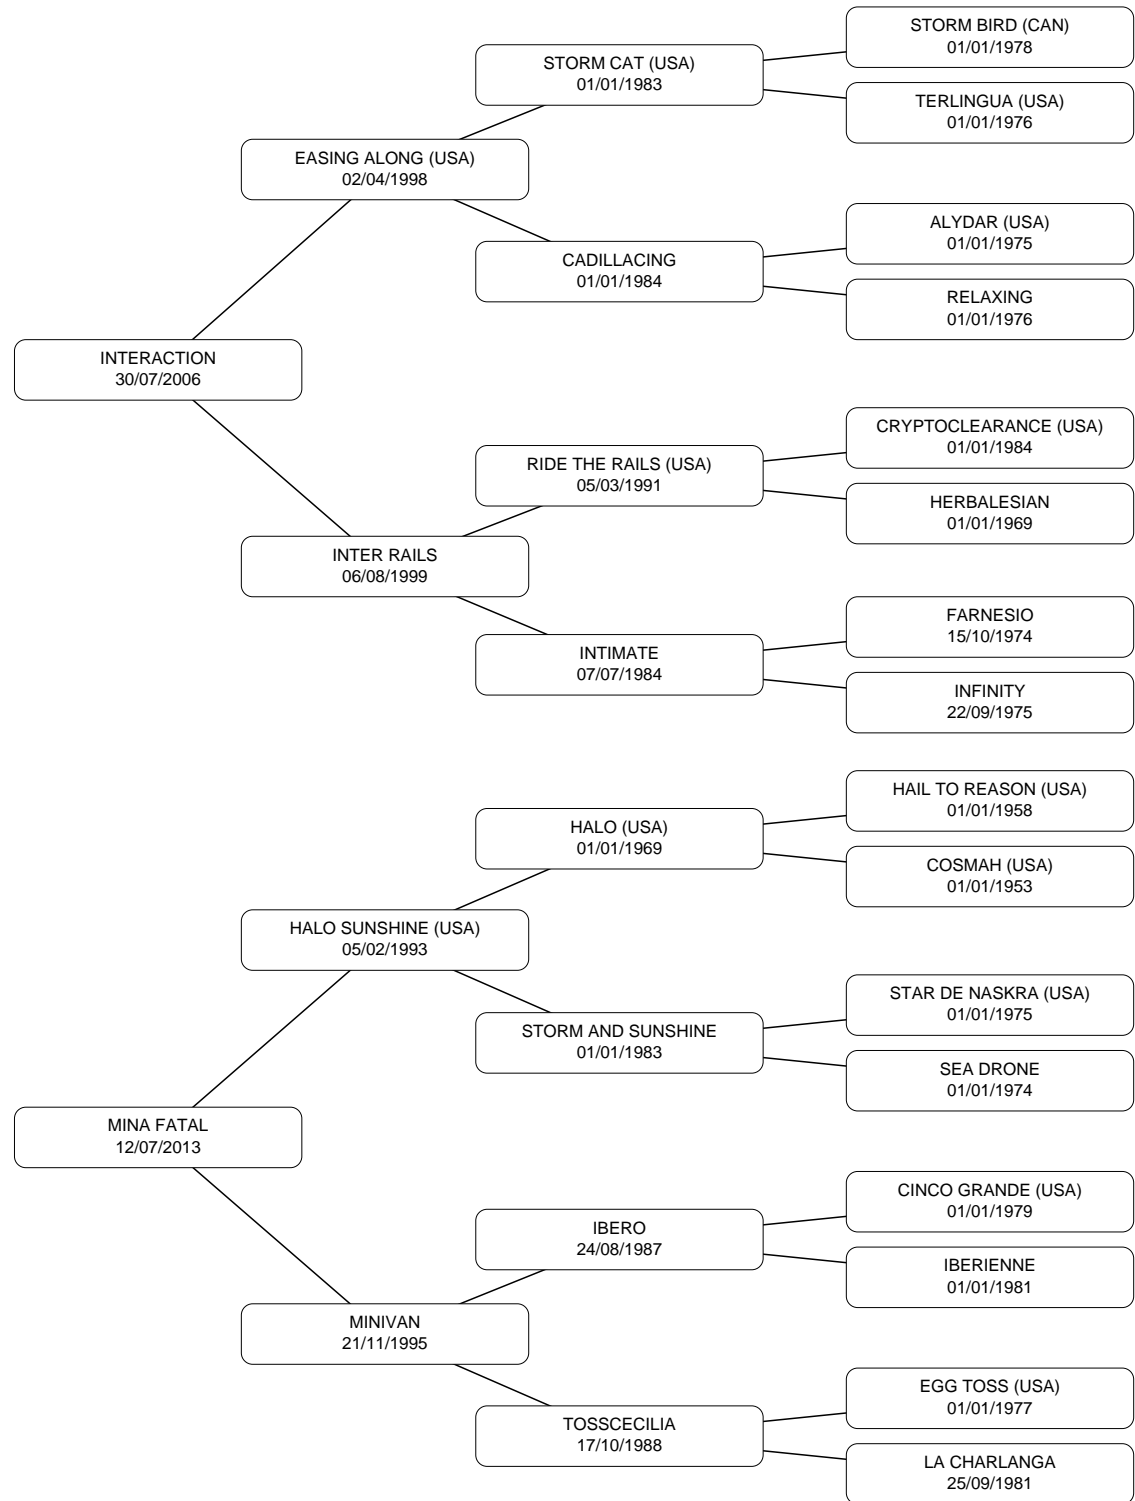 STORM BIRD (CAN)
01/01/1978
STORM CAT (USA)
01/01/1983
TERLINGUA (USA)
01/01/1976
EASING ALONG (USA)
02/04/1998
ALYDAR (USA)
01/01/1975
CADILLACING
01/01/1984
RELAXING
01/01/1976
INTERACTION
30/07/2006
CRYPTOCLEARANCE (USA)
01/01/1984
RIDE THE RAILS (USA)
05/03/1991
HERBALESIAN
01/01/1969
INTER RAILS
06/08/1999
FARNESIO
15/10/1974
INTIMATE
07/07/1984
INFINITY
22/09/1975
HAIL TO REASON (USA)
01/01/1958
HALO (USA)
01/01/1969
COSMAH (USA)
01/01/1953
HALO SUNSHINE (USA)
05/02/1993
STAR DE NASKRA (USA)
01/01/1975
STORM AND SUNSHINE
01/01/1983
SEA DRONE
01/01/1974
MINA FATAL
12/07/2013
CINCO GRANDE (USA)
01/01/1979
IBERO
24/08/1987
IBERIENNE
01/01/1981
MINIVAN
21/11/1995
EGG TOSS (USA)
01/01/1977
TOSSCECILIA
17/10/1988
LA CHARLANGA
25/09/1981